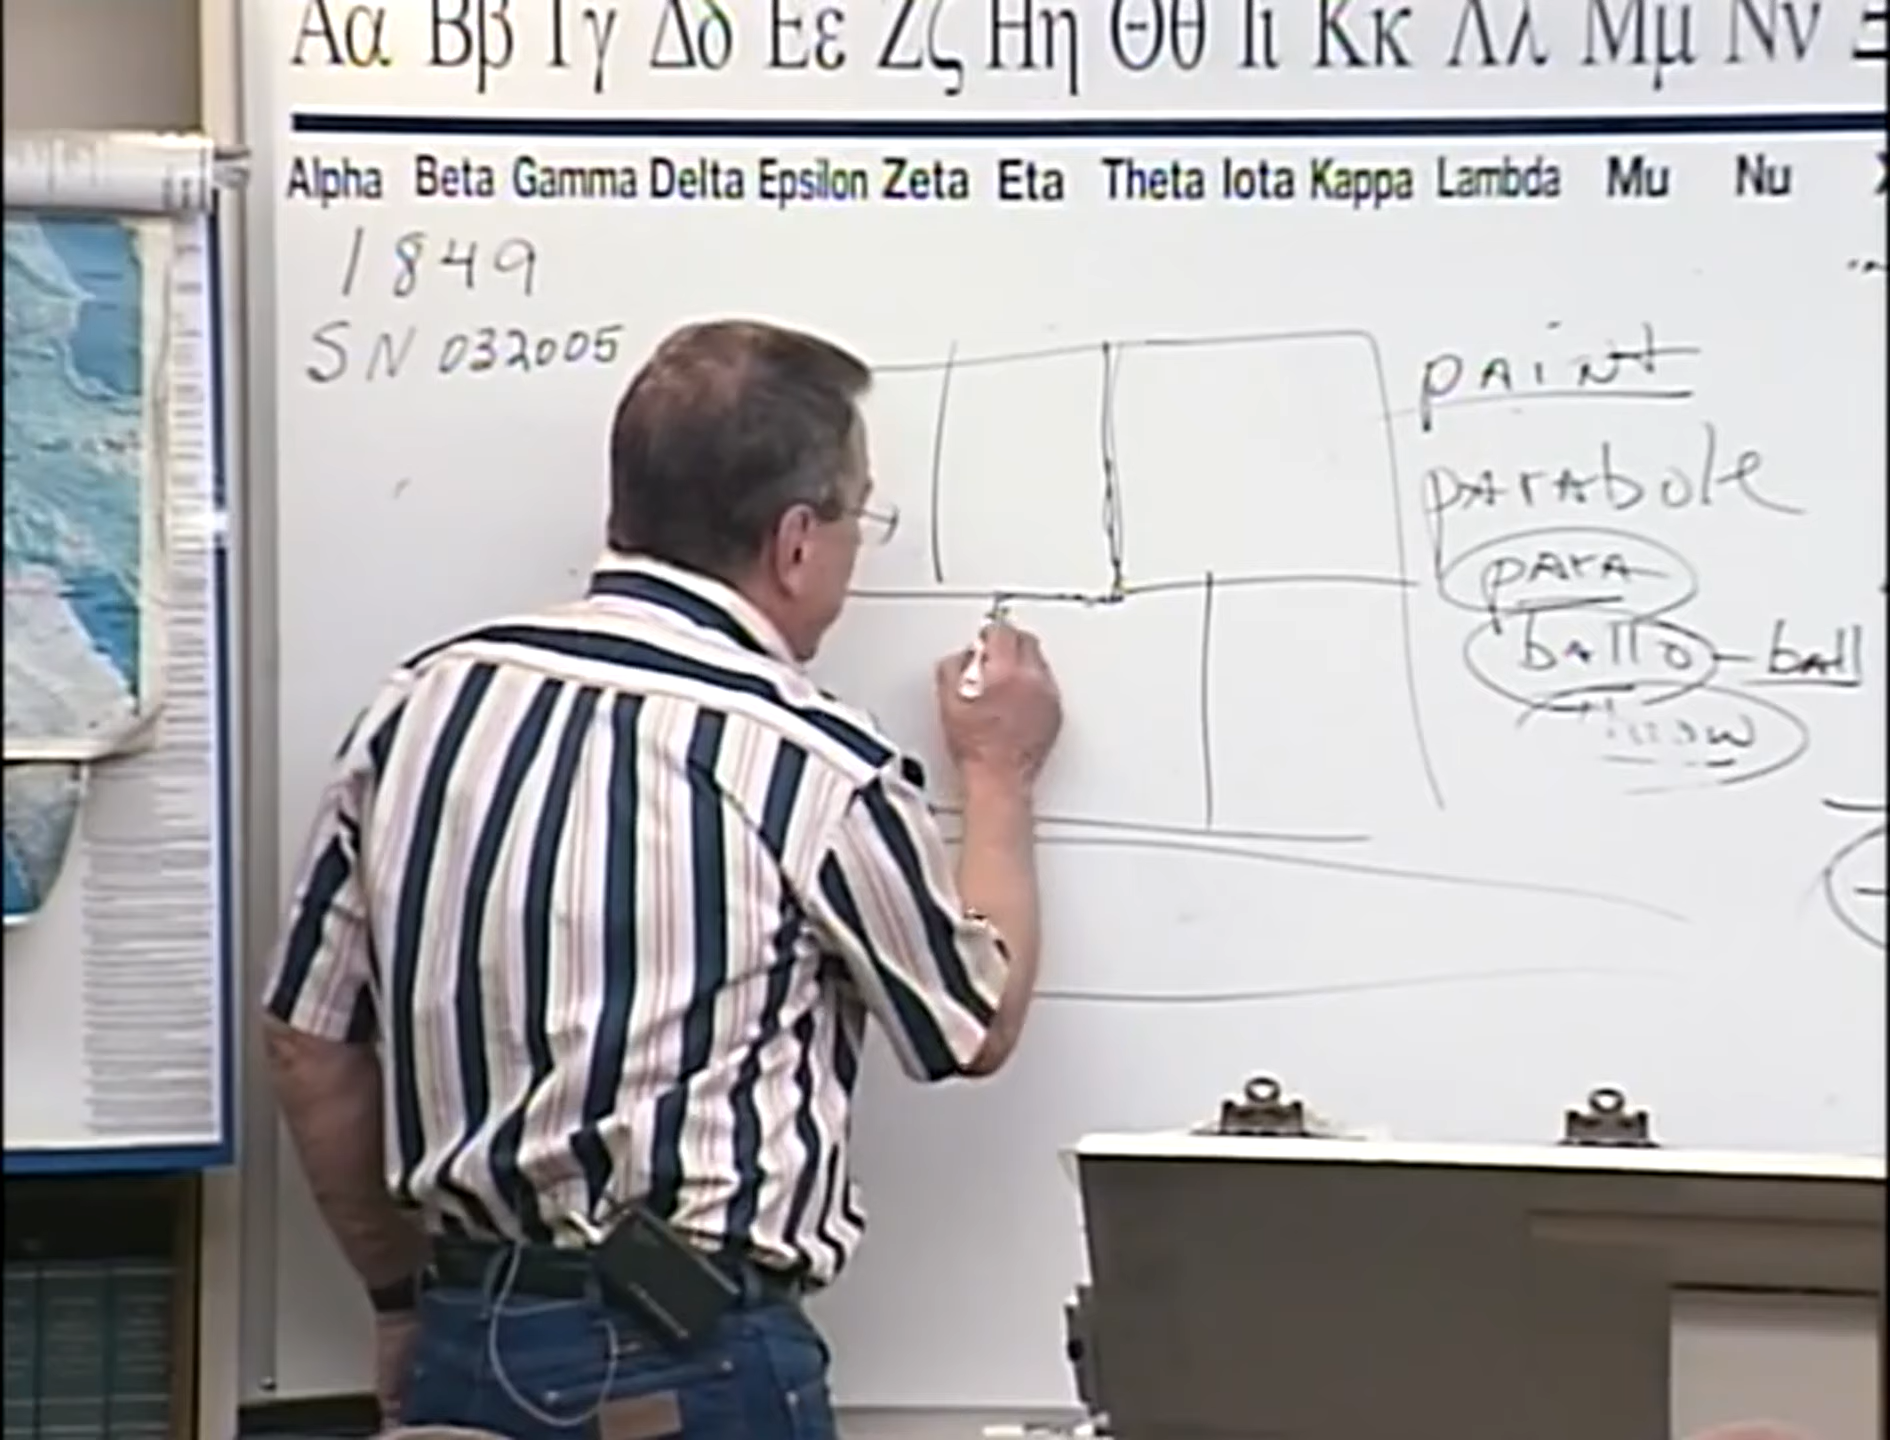 Αα Ββ Γγ Δδ Εε Ζζ Ηη Θθ Ιι Κκ Λλ Μμ Νν Ξ
Alpha Beta Gamma Delta Epsilon Zeta Eta Theta Iota Kappa Lambda Mu Nu
1849
SN 032005
paint
parabole
para
ballo - ball